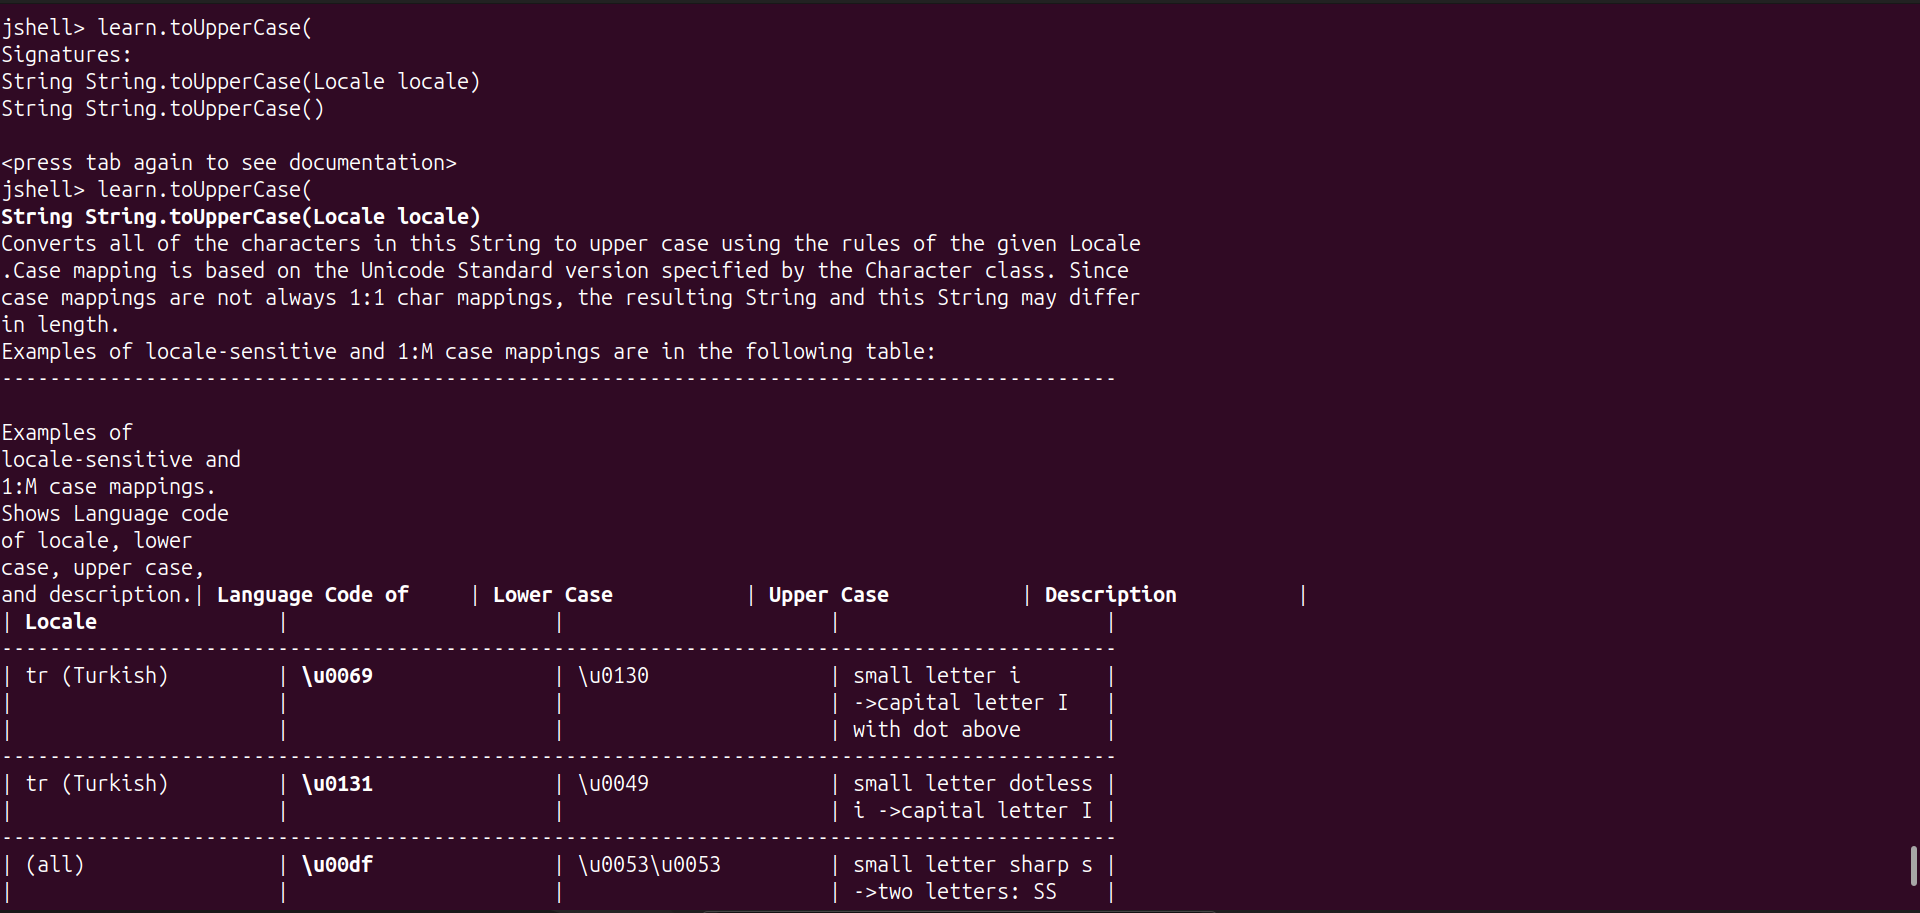 jshell> learn.toUpperCase(
Signatures:
String String.toUpperCase(Locale locale)
String String.toUpperCase()
<press tab again to see documentation>
jshell> learn.toUpperCase(
String String.toUpperCase(Locale locale)
Converts all of the characters in this String to upper case using the rules of the given Locale
.Case mapping is based on the Unicode Standard version specified by the Character class. Since
case mappings are not always 1:1 char mappings, the resulting String and this String may differ
in length.
Examples of locale-sensitive and 1:M case mappings are in the following table:
---------------------------------------------------------------------------------------------
Examples of
locale-sensitive and
1:M case mappings.
Shows Language code
of locale, lower
case, upper case,
and description.| Language Code of     | Lower Case           | Upper Case           | Description          |
| Locale               |                      |                      |                      |
---------------------------------------------------------------------------------------------
| tr (Turkish)         | \u0069               | \u0130               | small letter i       |
|                      |                      |                      | ->capital letter I   |
|                      |                      |                      | with dot above       |
---------------------------------------------------------------------------------------------
| tr (Turkish)         | \u0131               | \u0049               | small letter dotless |
|                      |                      |                      | i ->capital letter I |
---------------------------------------------------------------------------------------------
| (all)                | \u00df               | \u0053\u0053         | small letter sharp s |
|                      |                      |                      | ->two letters: SS    |